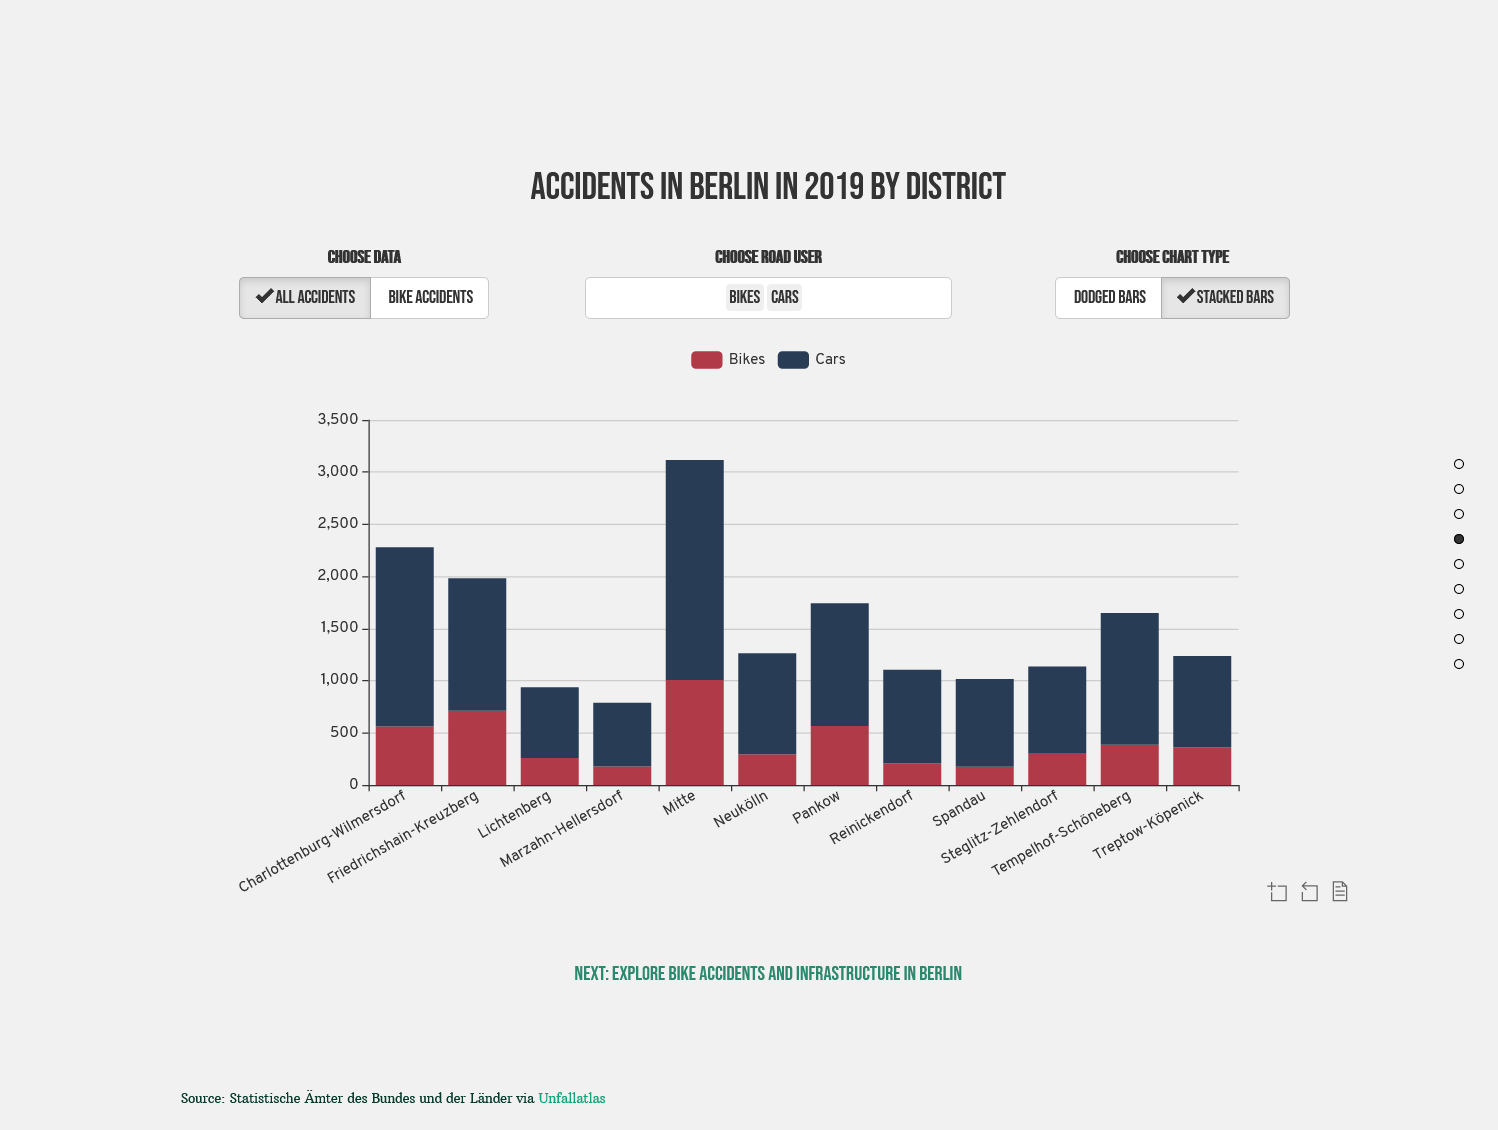 ACCIDENTS IN BERLIN IN 2019 BY DISTRICT
CHOOSE DATA
CHOOSE ROAD USER
CHOOSE CHART TYPE
ALL ACCIDENTS
BIKE ACCIDENTS
BIKES CARS
DODGED BARS
STACKED BARS
Bikes
Cars
3,500
3,000
2,500
2,000
1,500
1,000
500
0
Charlottenburg-Wilmersdorf
Friedrichshain-Kreuzberg
Lichtenberg
Marzahn-Hellersdorf
Mitte
Neukölln
Pankow
Reinickendorf
Spandau
Steglitz-Zehlendorf
Tempelhof-Schöneberg
Treptow-Köpenick
NEXT: EXPLORE BIKE ACCIDENTS AND INFRASTRUCTURE IN BERLIN
Source: Statistische Ämter des Bundes und der Länder via Unfallatlas